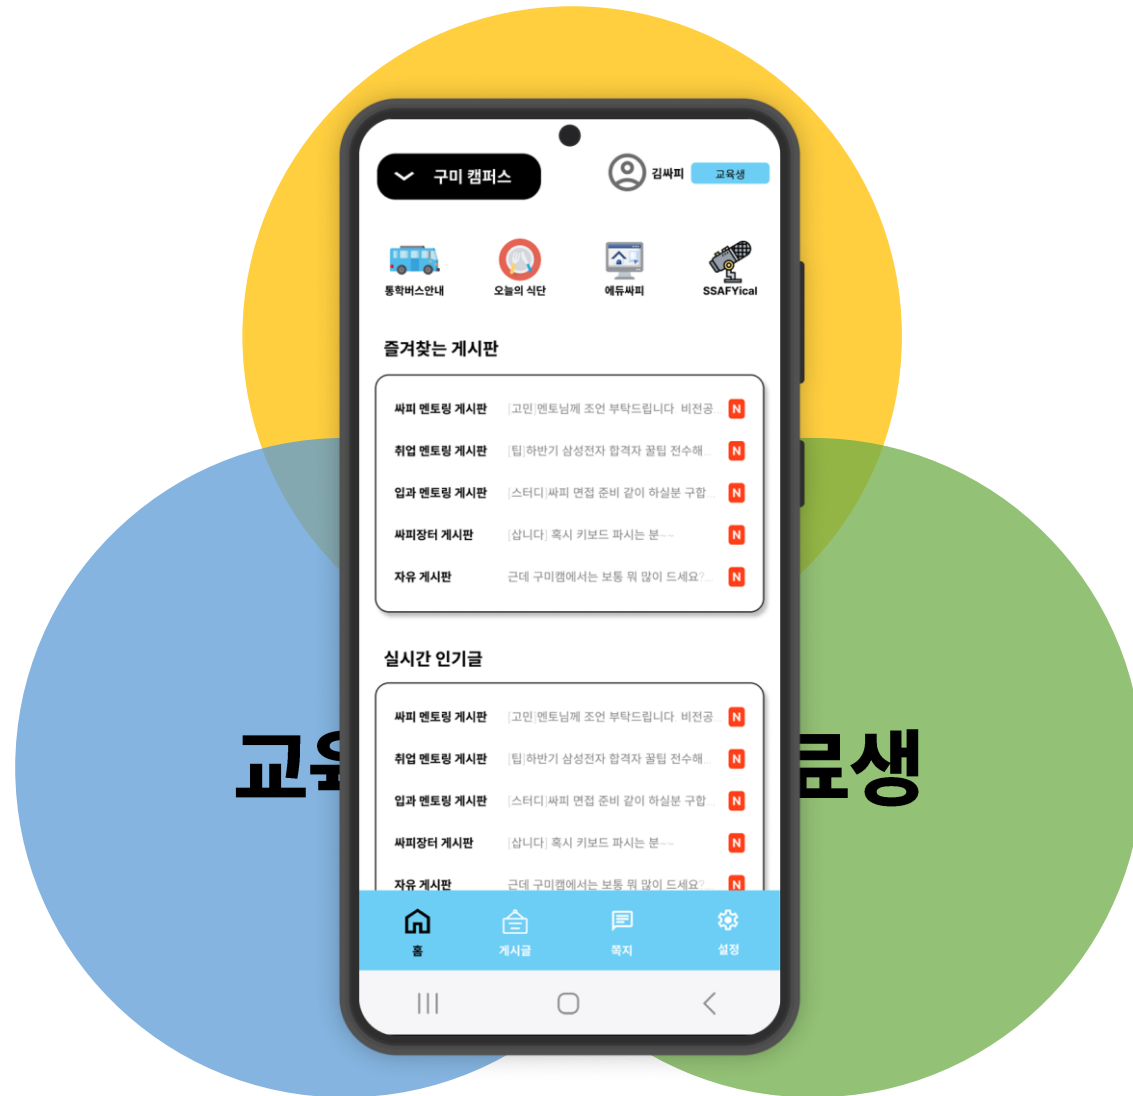 구미 캠퍼스
김싸피
교육생
통학버스안내
오늘의 식단
에듀싸피
SSAFYical
즐겨찾는 게시판
싸피 멘토링 게시판 [고민]멘토님께 조언 부탁드립니다 비전공... N
취업 멘토링 게시판 [팁]하반기 삼성전자 합격자 꿀팁 전수해... N
입과 멘토링 게시판 [스터디]싸피 면접 준비 같이 하실분 구합... N
싸피장터 게시판 [삽니다] 혹시 키보드 파시는 분~~ N
자유 게시판 근데 구미캠에서는 보통 뭐 많이 드세요?... N
실시간 인기글
싸피 멘토링 게시판 [고민]멘토님께 조언 부탁드립니다 비전공... N
교
료생
취업 멘토링 게시판 [팁]하반기 삼성전자 합격자 꿀팁 전수해... N
입과 멘토링 게시판 [스터디]싸피 면접 준비 같이 하실분 구합... N
싸피장터 게시판 [삽니다] 혹시 키보드 파시는 분~~ N
자유 게시판 근데 구미캠에서는 보통 뭐 많이 드세요?... N
홈
게시글
쪽지
설정